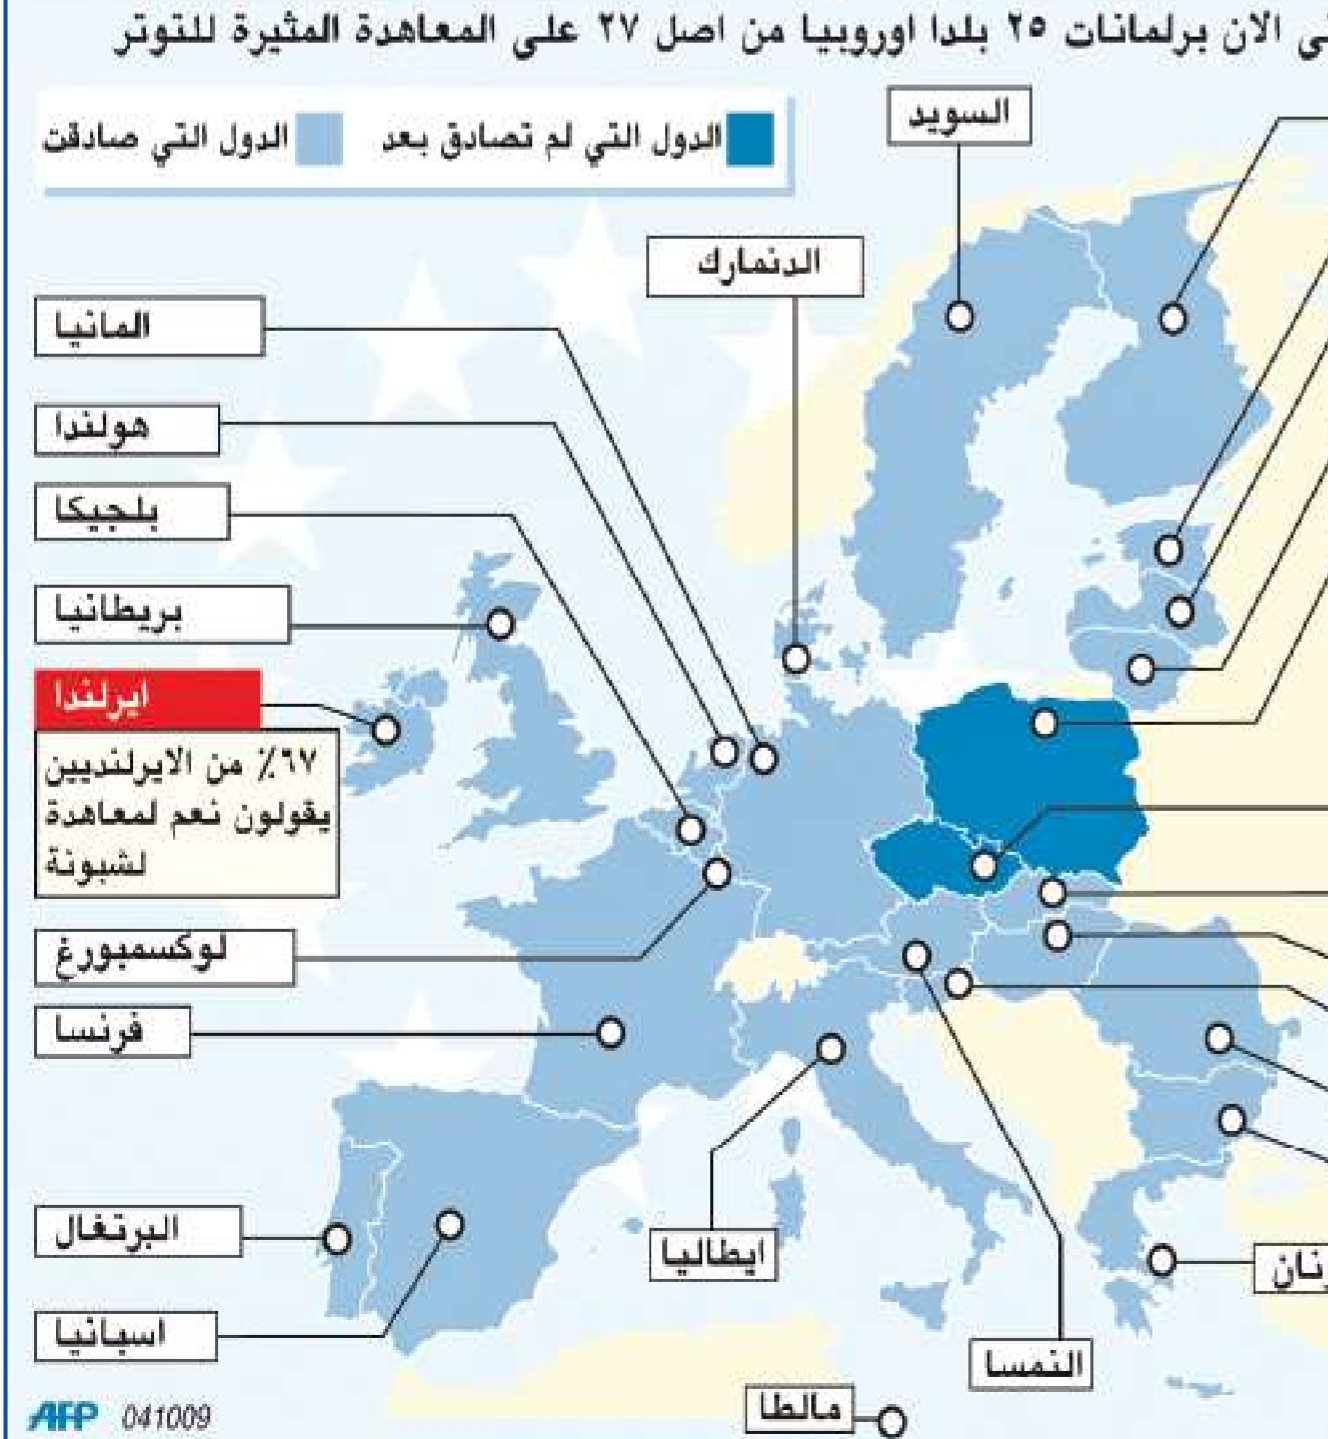 الان برلمانات ٢٥ بلدا اوروبيا من اصل ٢٧ على المعاهدة المثيرة للتوتر
الدول التي لم تصادق بعد
الدول التي صادقت
السويد
الدنمارك
المانيا
هولندا
بلجيكا
بريطانيا
ايرلندا
٦٧٪ من الايرلنديين
يقولون نعم لمعاهدة
لشبونة
لوكسمبورغ
فرنسا
البرتغال
ايطاليا
اسبانيا
النمسا
مالطا
AFP 041009